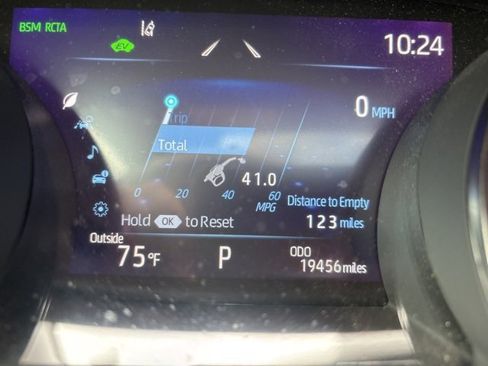 BSM RCTA
EV
10:24
0 MPH
Trip
Total
41.0
0 20 40 60
MPG
Distance to Empty
123 miles
Hold OK to Reset
Outside
75°F
P
ODO
19456 miles